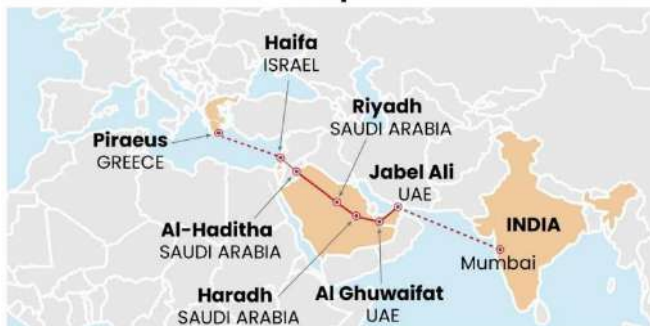 Haifa
ISRAEL
Riyadh
SAUDI ARABIA
Piraeus
GREECE
Jabel Ali
UAE
INDIA
Al-Haditha
SAUDI ARABIA
Mumbai
Haradh
SAUDI ARABIA
Al Ghuwaifat
UAE